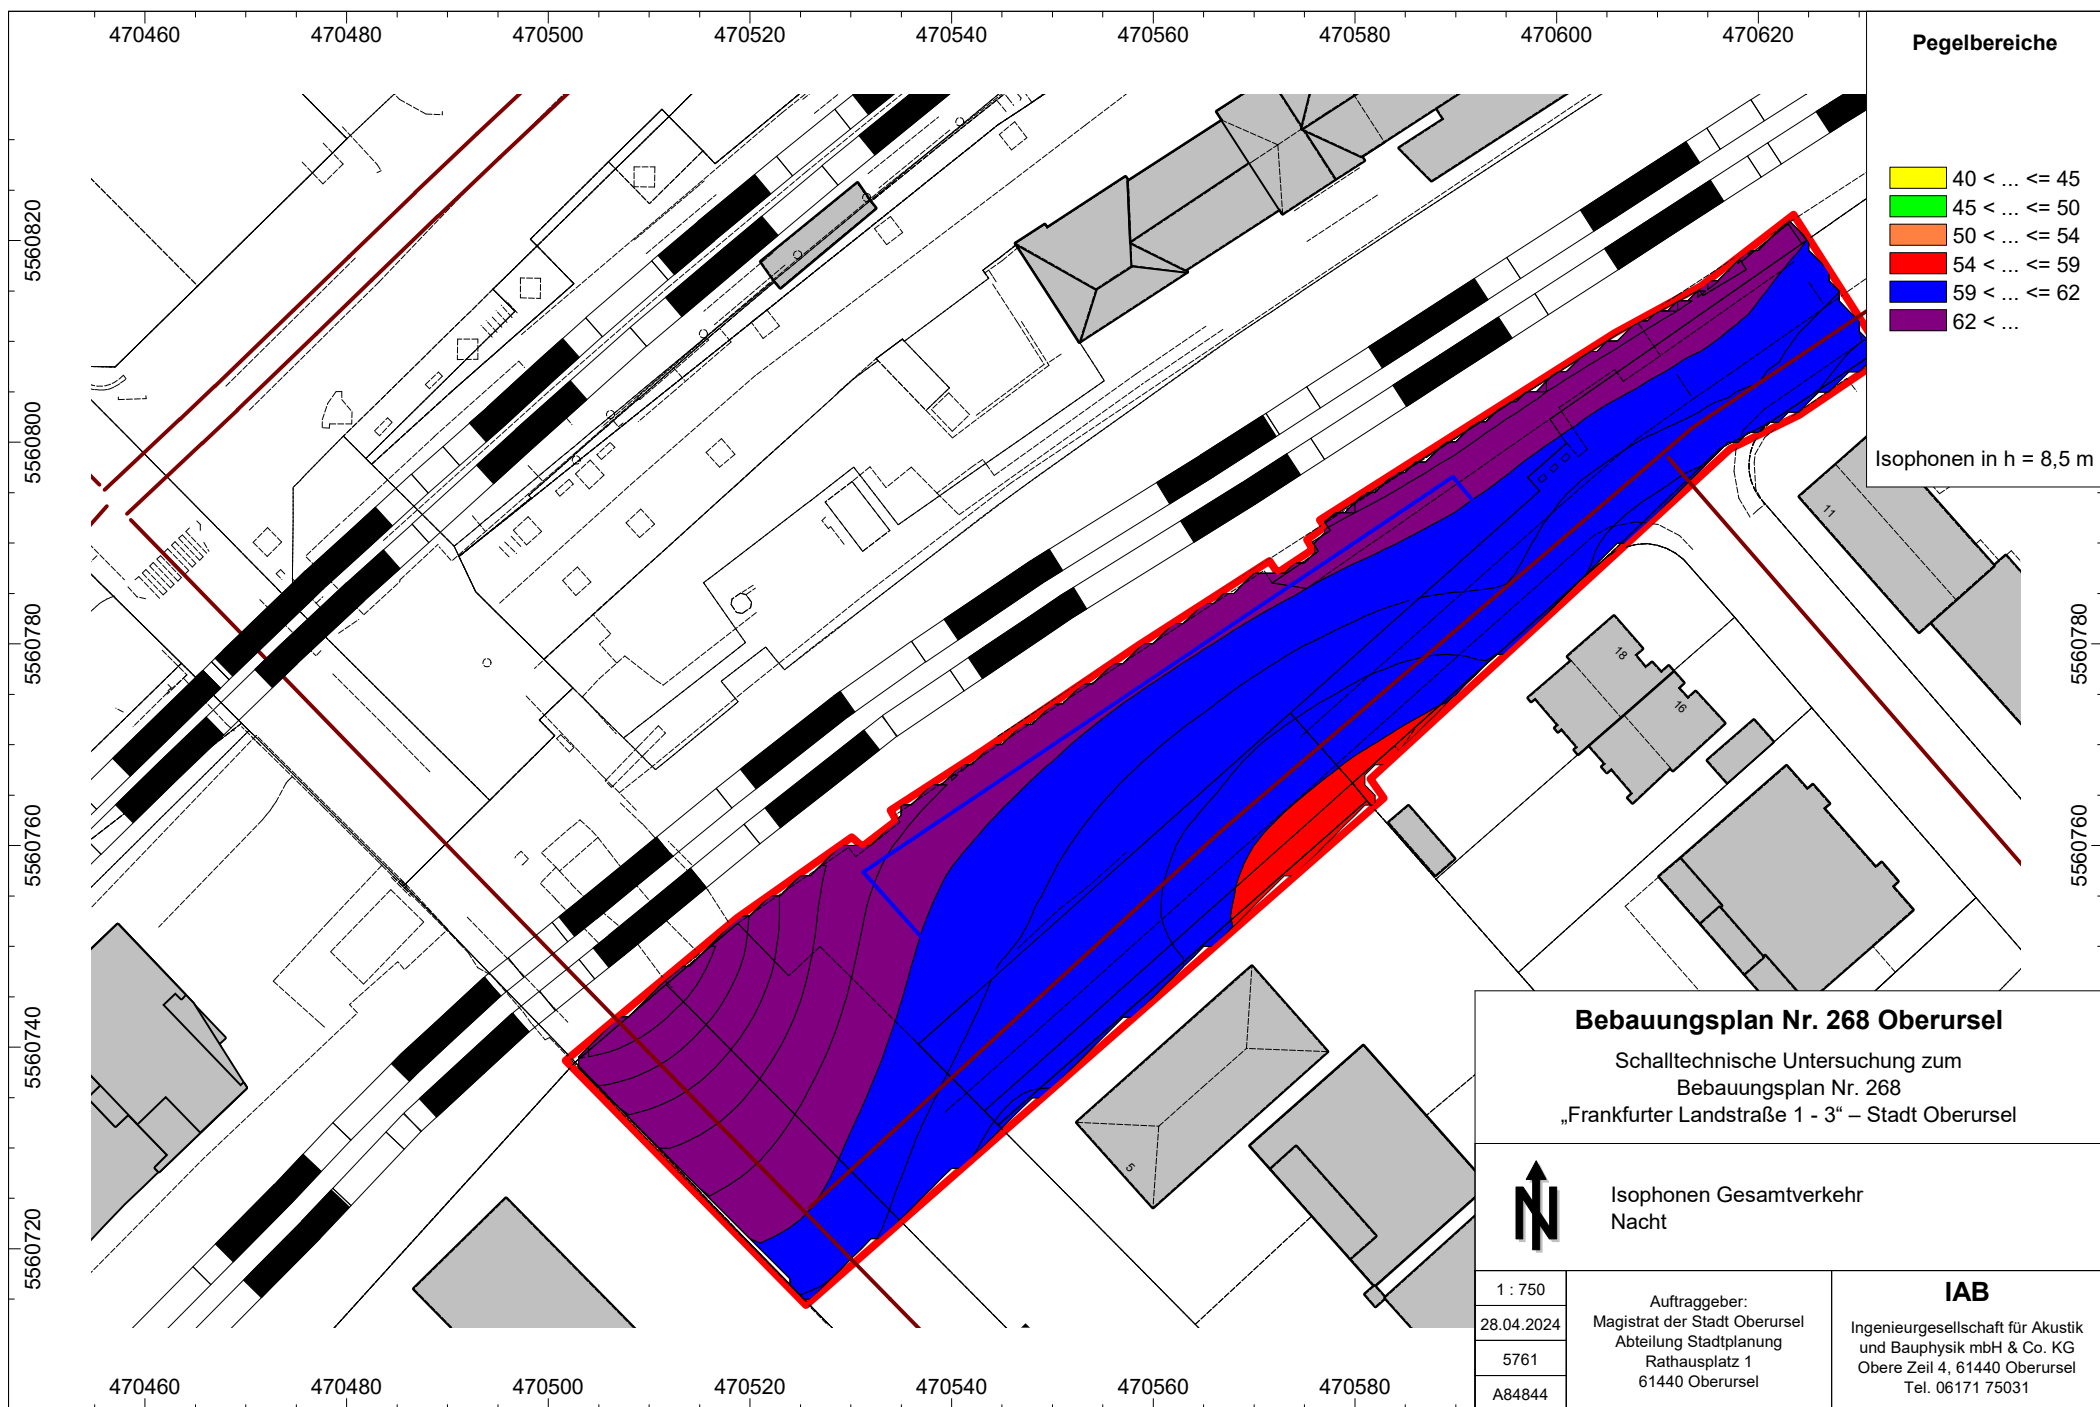 470460 470480 470500 470520 470540 470560 470580 470600 470620
Pegelbereiche
40 < ... <= 45
45 < ... <= 50
50 < ... <= 54
54 < ... <= 59
59 < ... <= 62
62 < ...
Isophonen in h = 8,5 m
5560820
5560800
5560780
5560760
5560740
5560720
5560780
5560760
11
18
16
5
Bebauungsplan Nr. 268 Oberursel
Schalltechnische Untersuchung zum
Bebauungsplan Nr. 268
„Frankfurter Landstraße 1 - 3“ – Stadt Oberursel
N
Isophonen Gesamtverkehr
Nacht
1 : 750
28.04.2024
5761
A84844
Auftraggeber:
Magistrat der Stadt Oberursel
Abteilung Stadtplanung
Rathausplatz 1
61440 Oberursel
IAB
Ingenieurgesellschaft für Akustik
und Bauphysik mbH & Co. KG
Obere Zeil 4, 61440 Oberursel
Tel. 06171 75031
470460 470480 470500 470520 470540 470560 470580